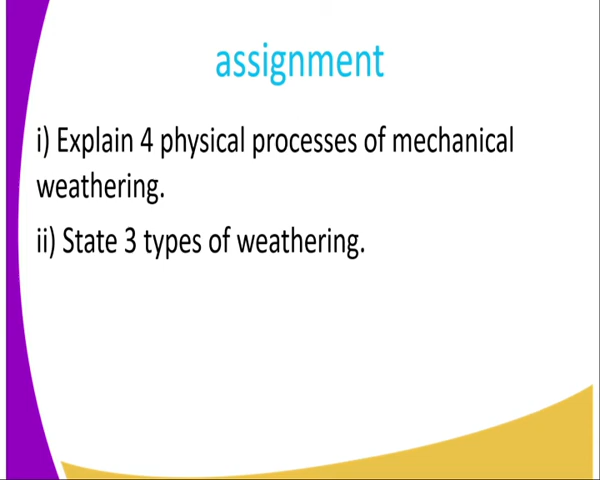 assignment
i) Explain 4 physical processes of mechanical
weathering.
ii) State 3 types of weathering.